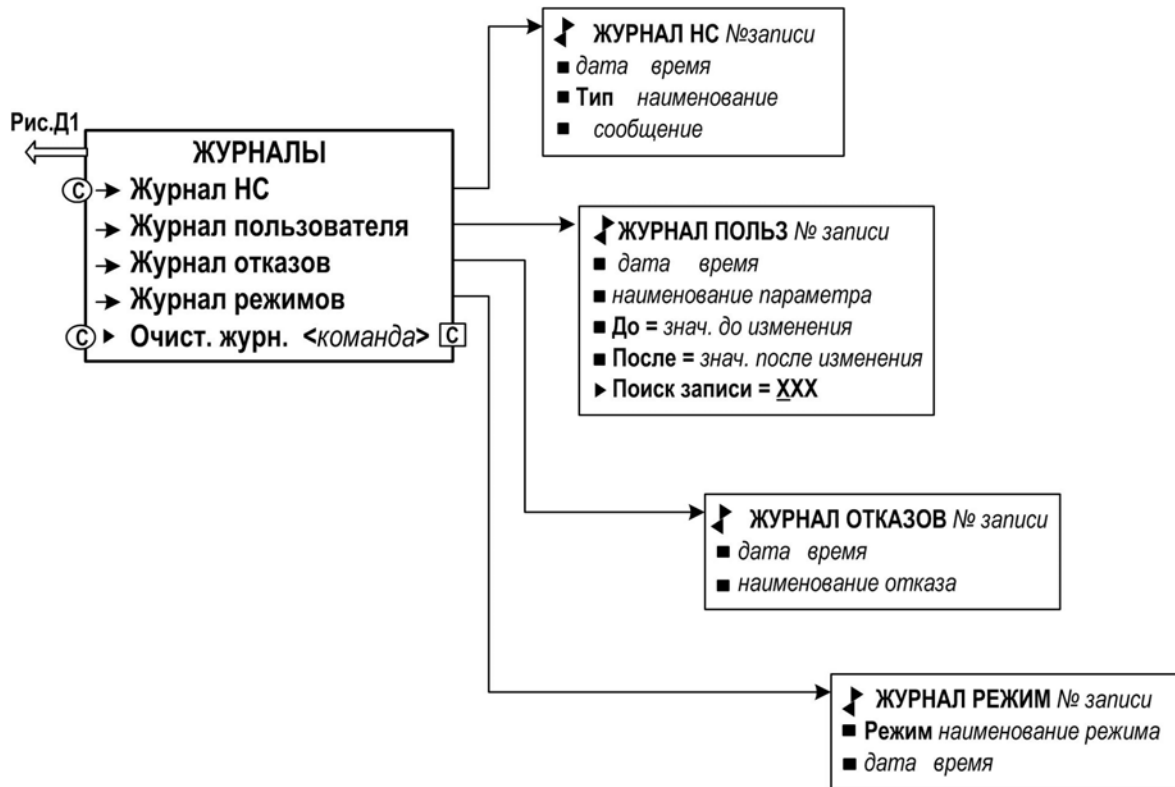 Рис.Д1
ЖУРНАЛЫ
С Журнал НС
Журнал пользователя
Журнал отказов
Журнал режимов
С Очист. журн. <команда> С
ЖУРНАЛ НС №записи
дата время
Тип наименование
сообщение
ЖУРНАЛ ПОЛЬЗ № записи
дата время
наименование параметра
До = знач. до изменения
После = знач. после изменения
Поиск записи = XXX
ЖУРНАЛ ОТКАЗОВ № записи
дата время
наименование отказа
ЖУРНАЛ РЕЖИМ № записи
Режим наименование режима
дата время